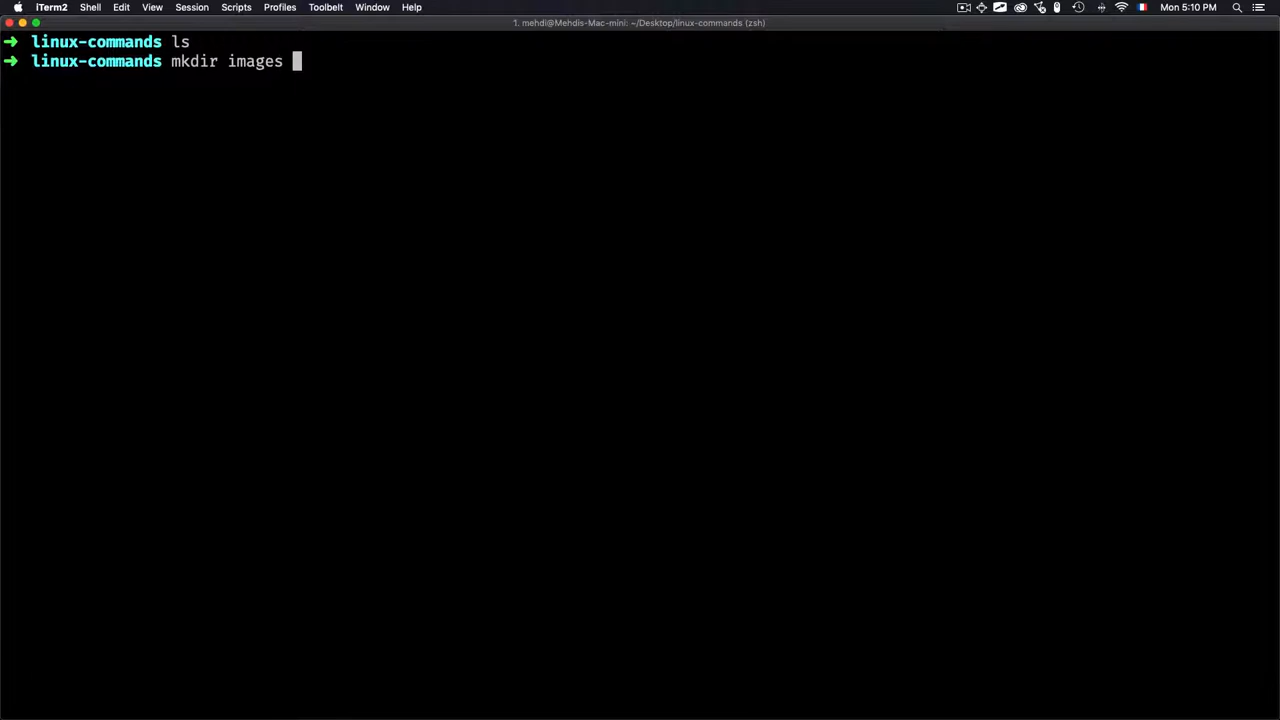 iTerm2 Shell Edit View Session Scripts Profiles Toolbelt Window Help Mon 5:10 PM
1. mehdi@Mehdis-Mac-mini: ~/Desktop/linux-commands (zsh)
➜ linux-commands ls
➜ linux-commands mkdir images